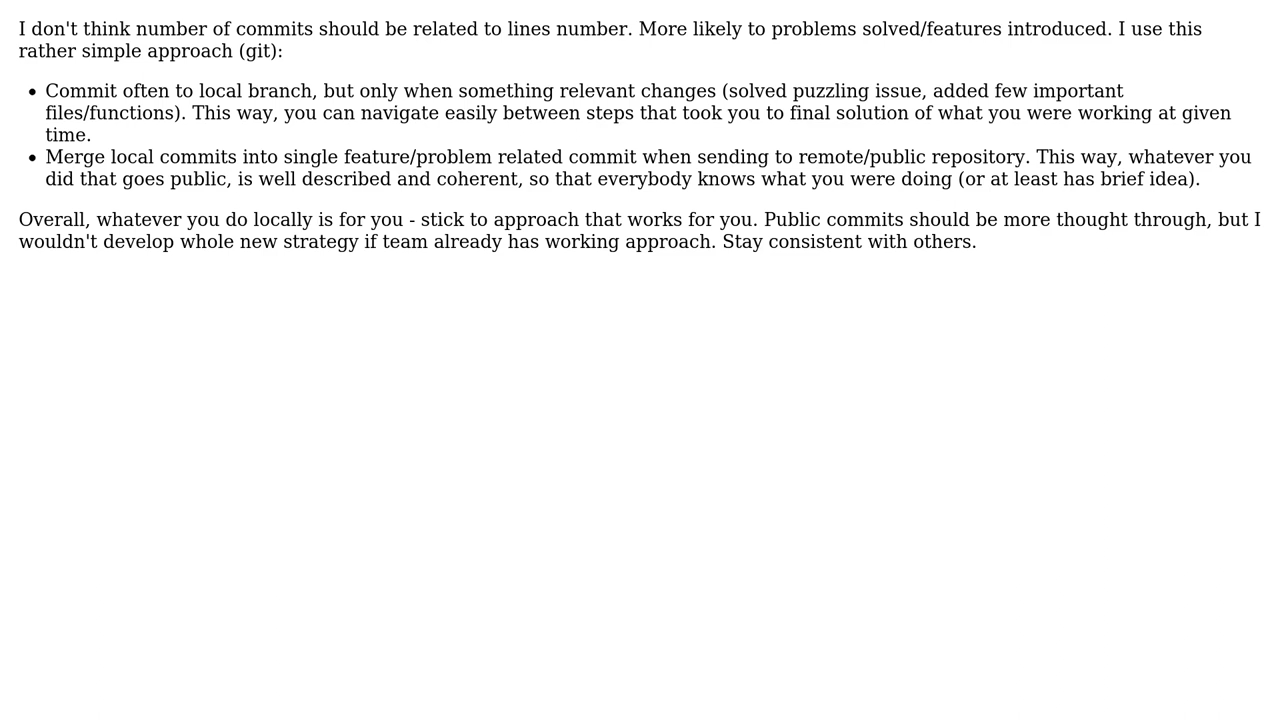 I don't think number of commits should be related to lines number. More likely to problems solved/features introduced. I use this
rather simple approach (git):
• Commit often to local branch, but only when something relevant changes (solved puzzling issue, added few important
files/functions). This way, you can navigate easily between steps that took you to final solution of what you were working at given
time.
• Merge local commits into single feature/problem related commit when sending to remote/public repository. This way, whatever you
did that goes public, is well described and coherent, so that everybody knows what you were doing (or at least has brief idea).
Overall, whatever you do locally is for you - stick to approach that works for you. Public commits should be more thought through, but I
wouldn't develop whole new strategy if team already has working approach. Stay consistent with others.